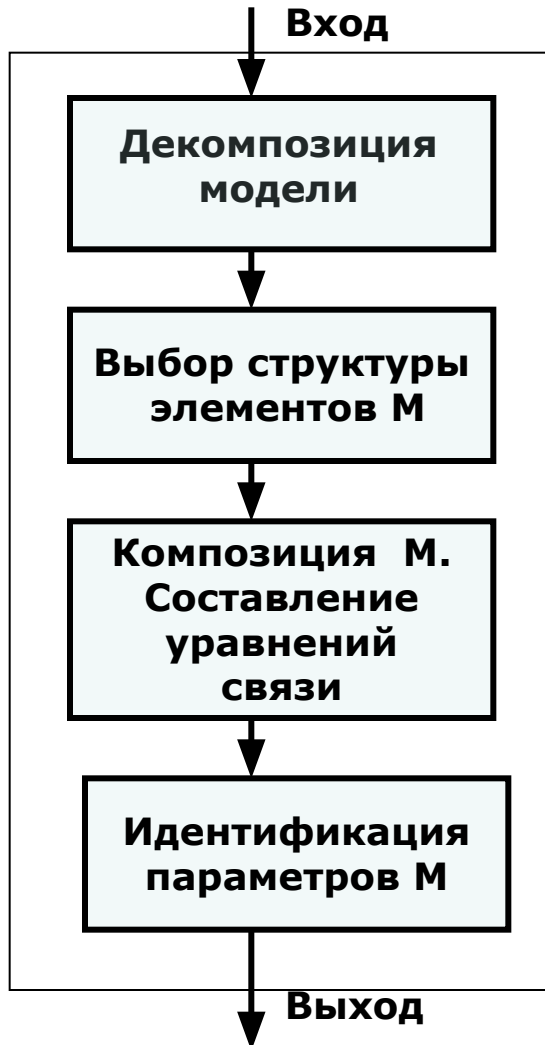 Вход
Декомпозиция
модели
Выбор структуры
элементов М
Композиция М.
Составление
уравнений
связи
Идентификация
параметров М
Выход